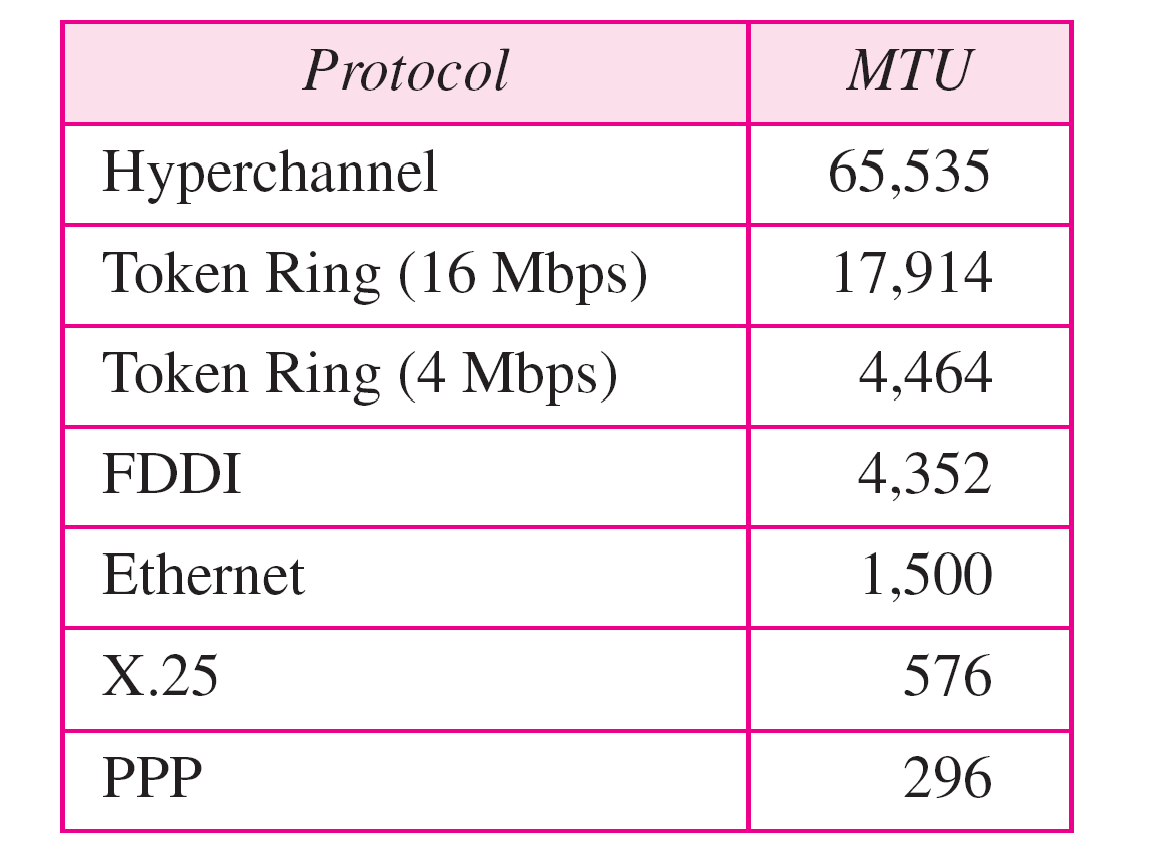 Protocol MTU
Hyperchannel 65,535
Token Ring (16 Mbps) 17,914
Token Ring (4 Mbps) 4,464
FDDI 4,352
Ethernet 1,500
X.25 576
PPP 296